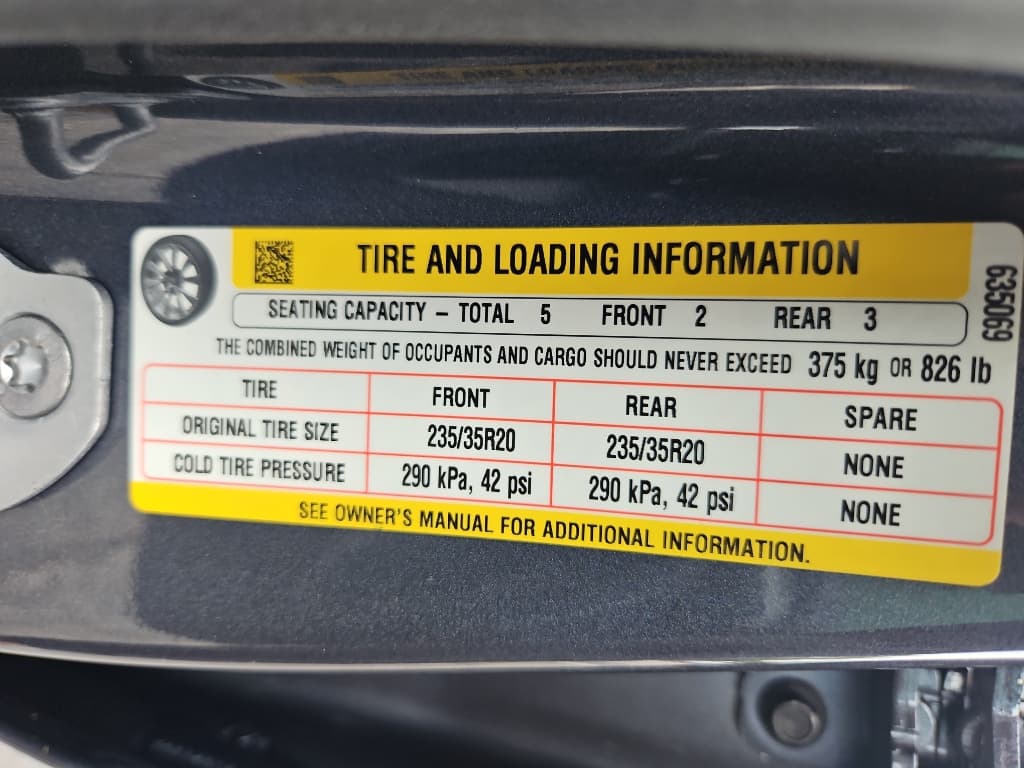 TIRE AND LOADING INFORMATION
SEATING CAPACITY – TOTAL 5 FRONT 2 REAR 3
THE COMBINED WEIGHT OF OCCUPANTS AND CARGO SHOULD NEVER EXCEED 375 kg OR 826 lb
TIRE FRONT REAR SPARE
ORIGINAL TIRE SIZE 235/35R20 235/35R20 NONE
COLD TIRE PRESSURE 290 kPa, 42 psi 290 kPa, 42 psi NONE
SEE OWNER'S MANUAL FOR ADDITIONAL INFORMATION.
635069